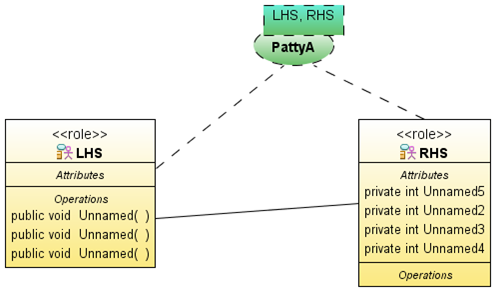 LHS, RHS
PattyA
<<role>>
LHS
Attributes
Operations
public void Unnamed( )
public void Unnamed( )
public void Unnamed( )
<<role>>
RHS
Attributes
private int Unnamed5
private int Unnamed2
private int Unnamed3
private int Unnamed4
Operations